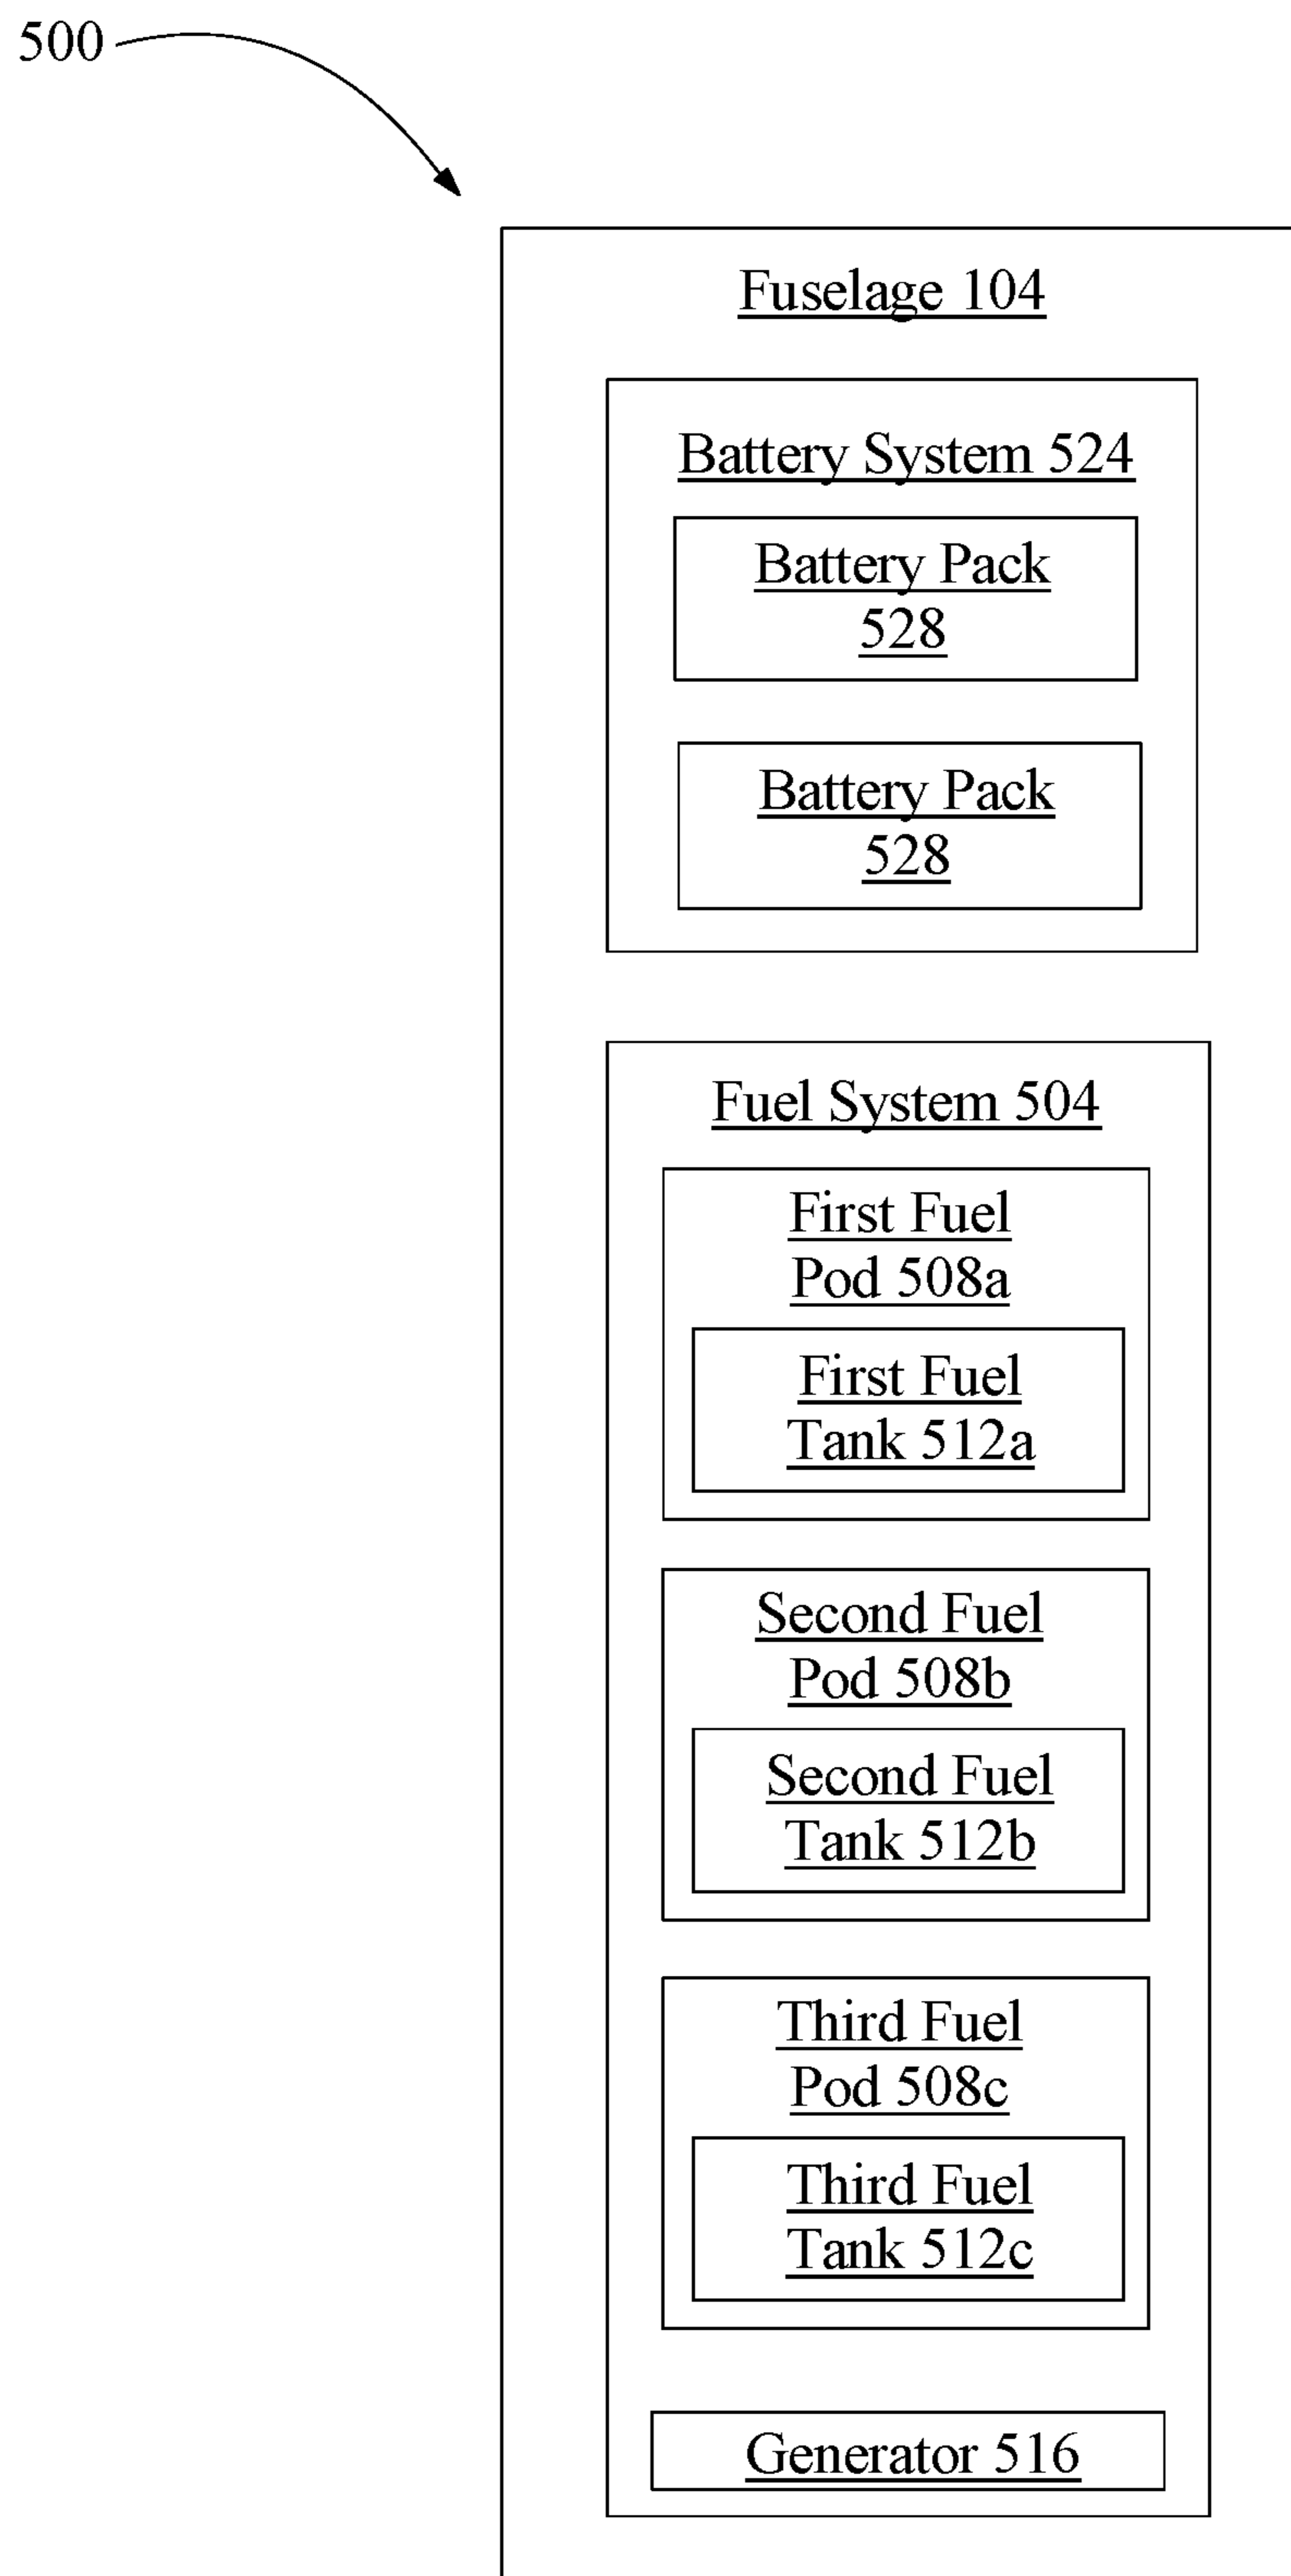 500
Fuselage 104
Battery System 524
Battery Pack
528
Battery Pack
528
Fuel System 504
First Fuel
Pod 508a
First Fuel
Tank 512a
Second Fuel
Pod 508b
Second Fuel
Tank 512b
Third Fuel
Pod 508c
Third Fuel
Tank 512c
Generator 516